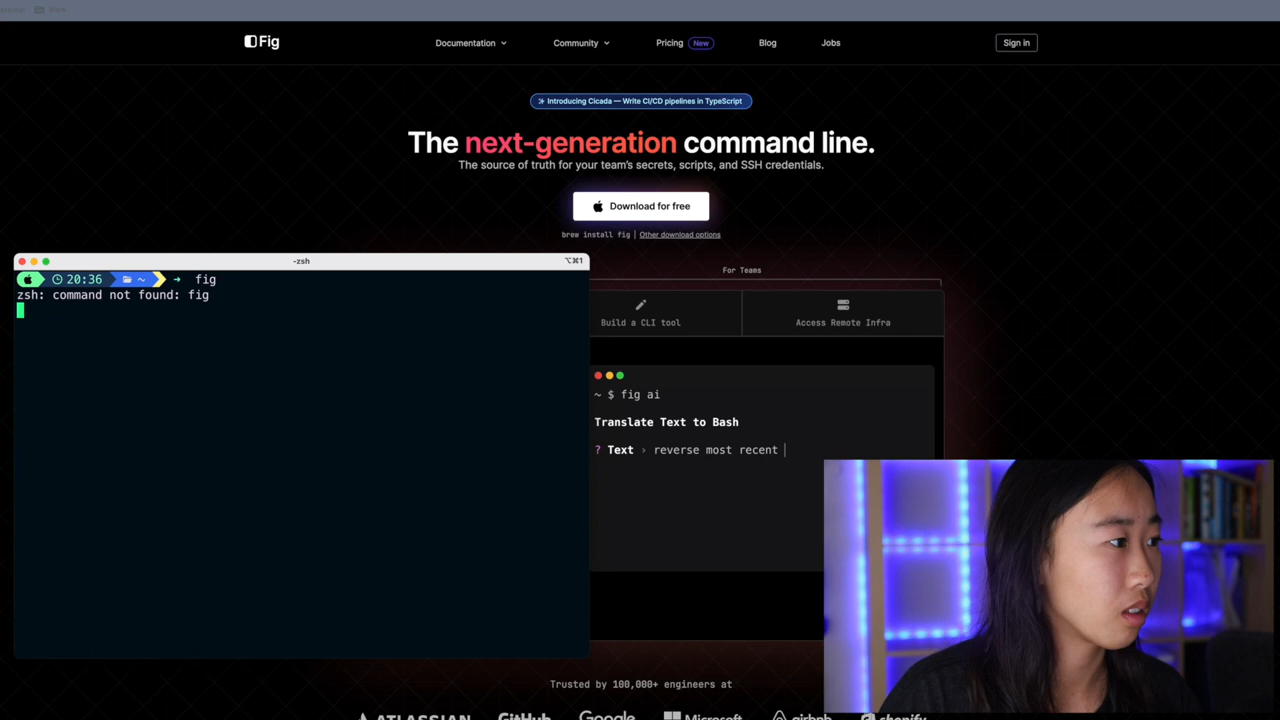 Fig
Documentation
Community
Pricing
New
Blog
Jobs
Sign in
Introducing Cicada — Write CI/CD pipelines in TypeScript
The next-generation command line.
The source of truth for your team's secrets, scripts, and SSH credentials.
Download for free
brew install fig | Other download options
For Teams
Build a CLI tool
Access Remote Infra
-zsh
⌥⌘1
20:36 ~ → fig
zsh: command not found: fig
~ $ fig ai
Translate Text to Bash
? Text › reverse most recent
Trusted by 100,000+ engineers at
ATLASSIAN
GitHub
Google
Microsoft
airbnb
shopify